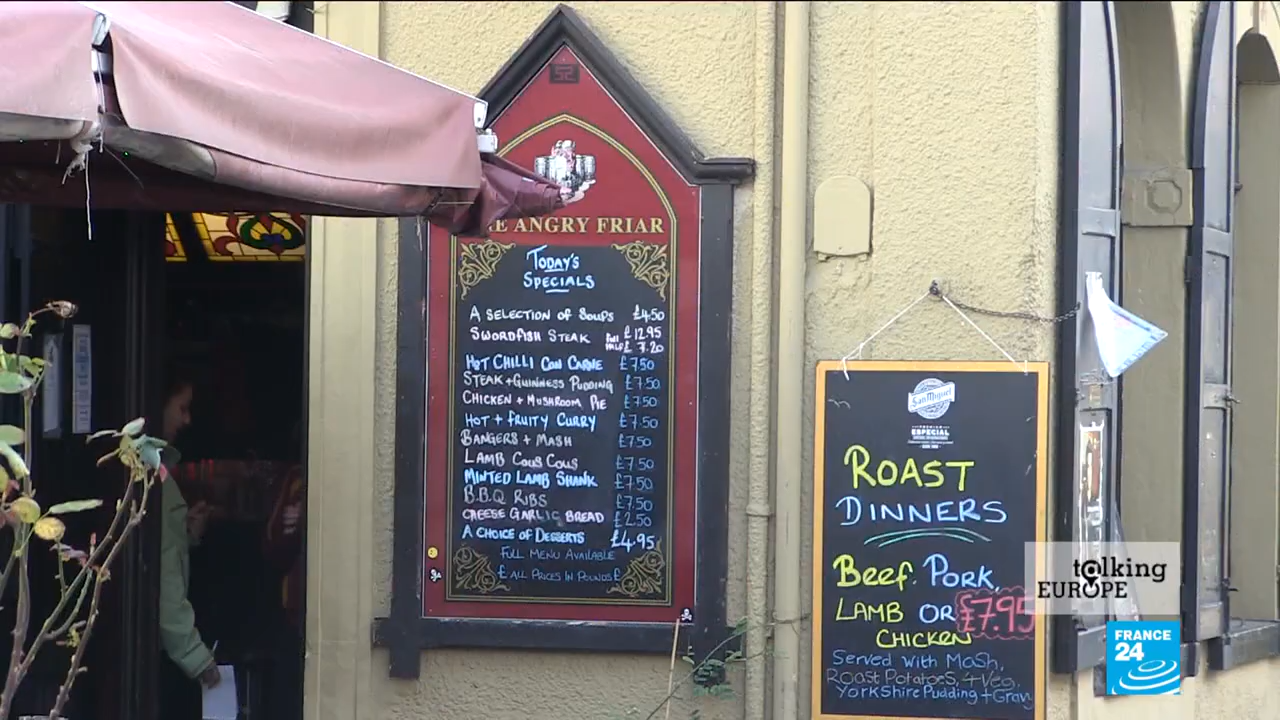 52
THE ANGRY FRIAR
TODAY'S
SPECIALS
A SELECTION OF SOUPS £4.50
SWORDFISH STEAK Full £12.95
HALF £7.20
HOT CHILLI CON CARNE £7.50
STEAK + GUINNESS PUDDING £7.50
CHICKEN + MUSHROOM PIE £7.50
HOT + FRUITY CURRY £7.50
BANGERS + MASH £7.50
LAMB COUS COUS £7.50
MINTED LAMB SHANK £7.50
B.B.Q RIBS £7.50
CHEESE GARLIC BREAD £2.50
A CHOICE OF DESSERTS £4.95
FULL MENU AVAILABLE
£ ALL PRICES IN POUNDS £
San Miguel
ESPECIAL
ROAST
DINNERS
Beef. PORK,
LAMB OR £7.95
CHICKEN
Served with Mash,
Roast Potatoes, + Veg,
Yorkshire Pudding + Gravy
talking
EUROPE
FRANCE
24